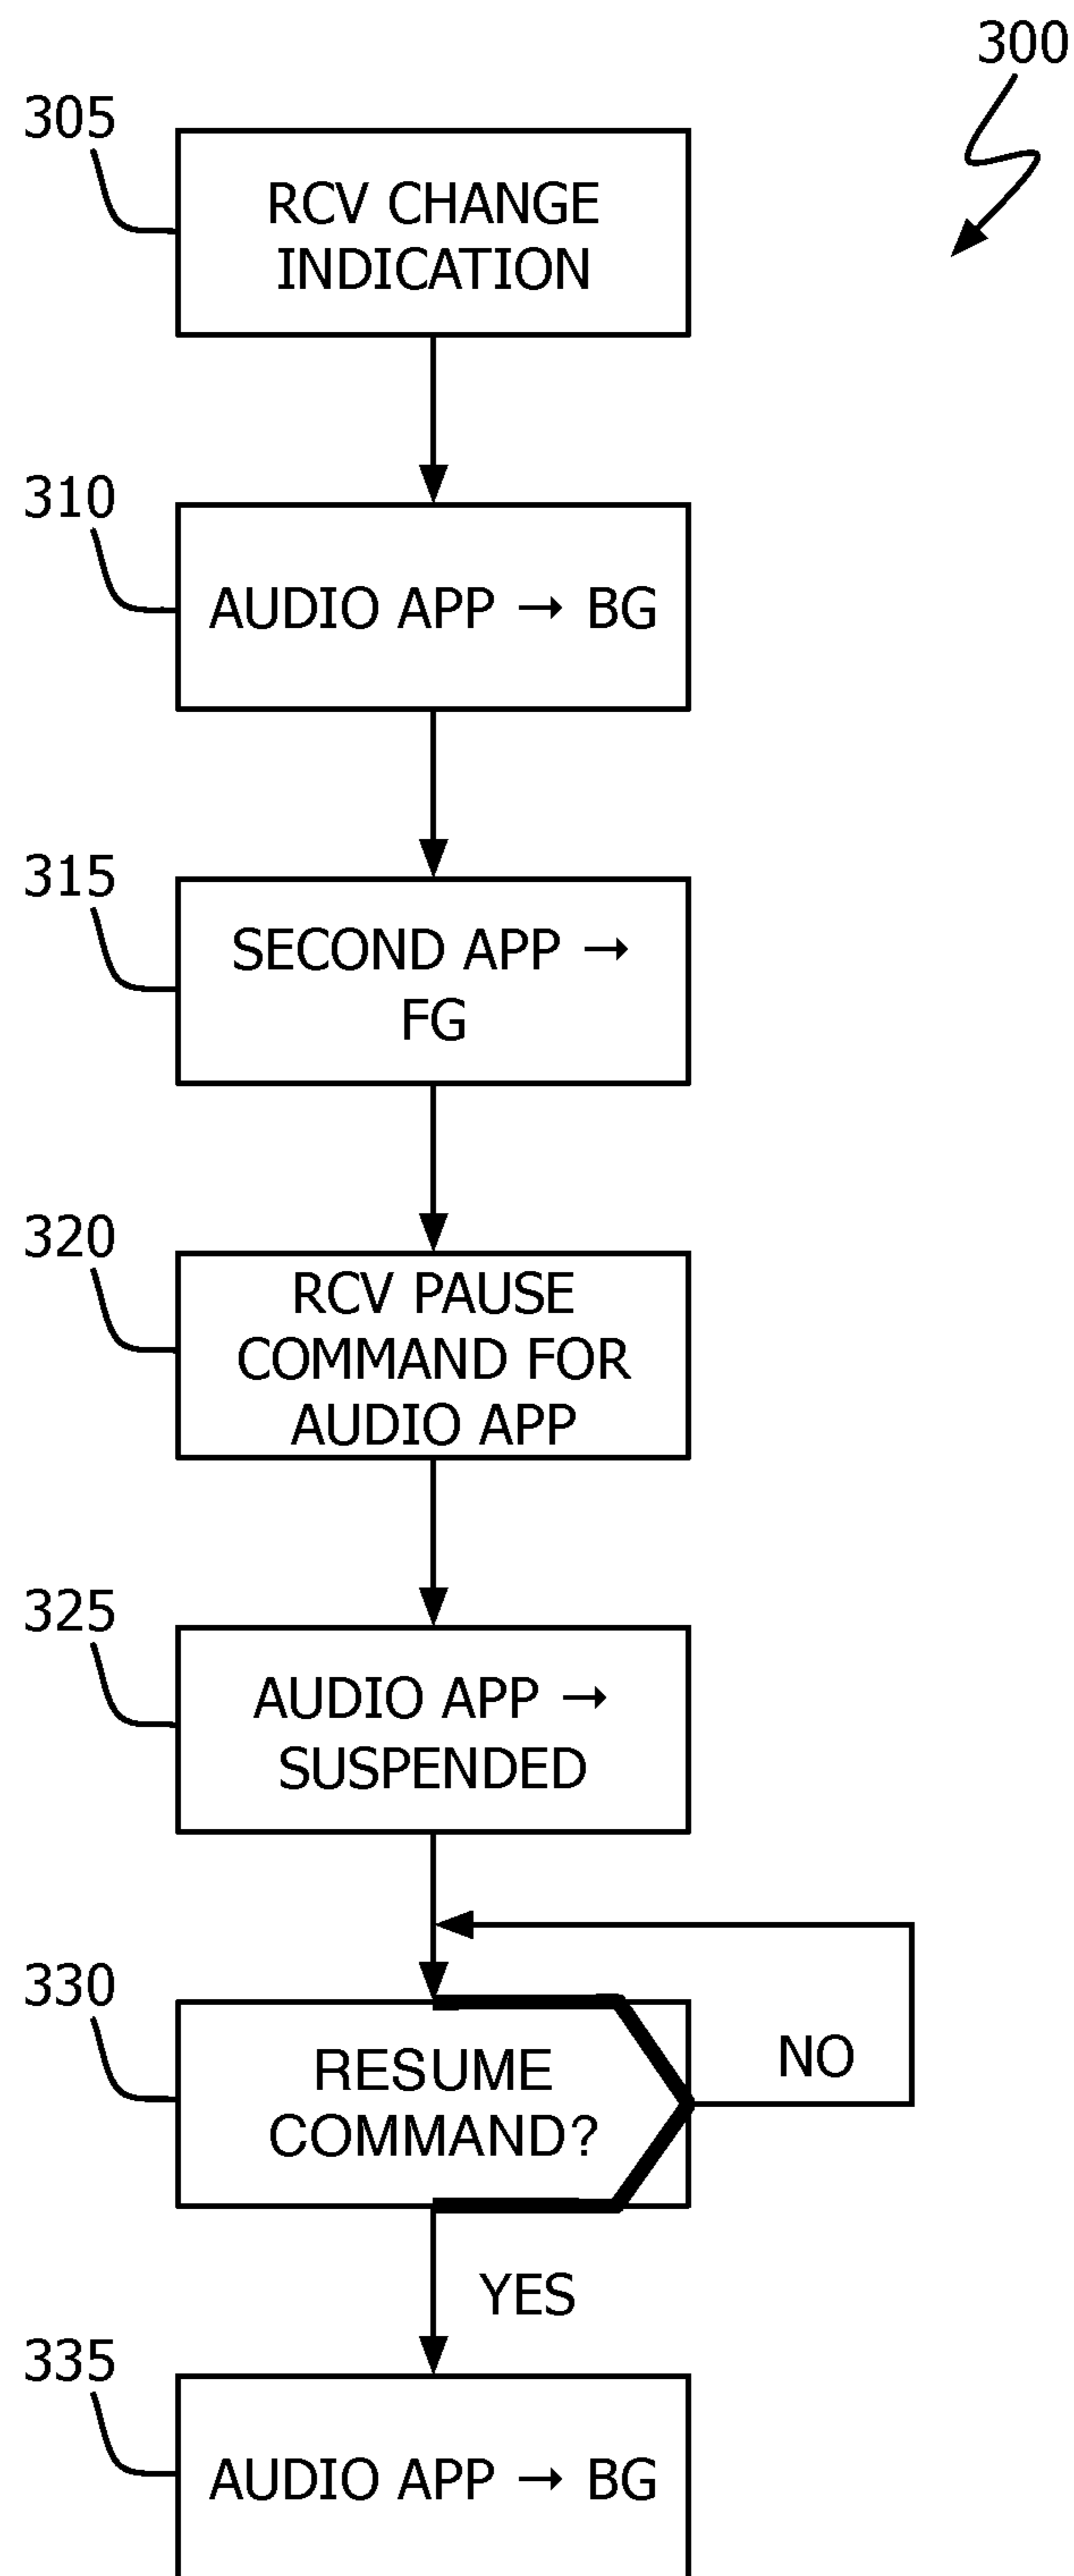 300
305
RCV CHANGE
INDICATION
310
AUDIO APP → BG
315
SECOND APP →
FG
320
RCV PAUSE
COMMAND FOR
AUDIO APP
325
AUDIO APP →
SUSPENDED
330
RESUME
COMMAND?
NO
YES
335
AUDIO APP → BG